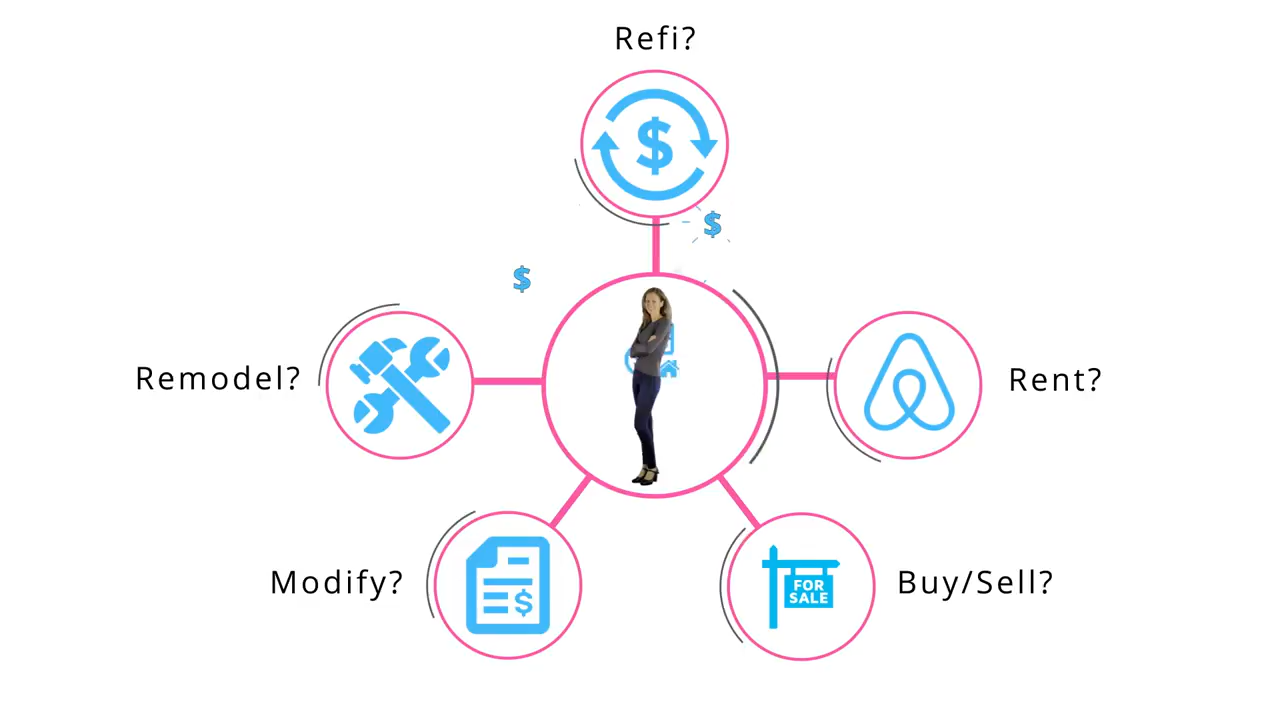 Refi?
$
$
$
Remodel?
Rent?
Modify?
$
FOR
SALE
Buy/Sell?